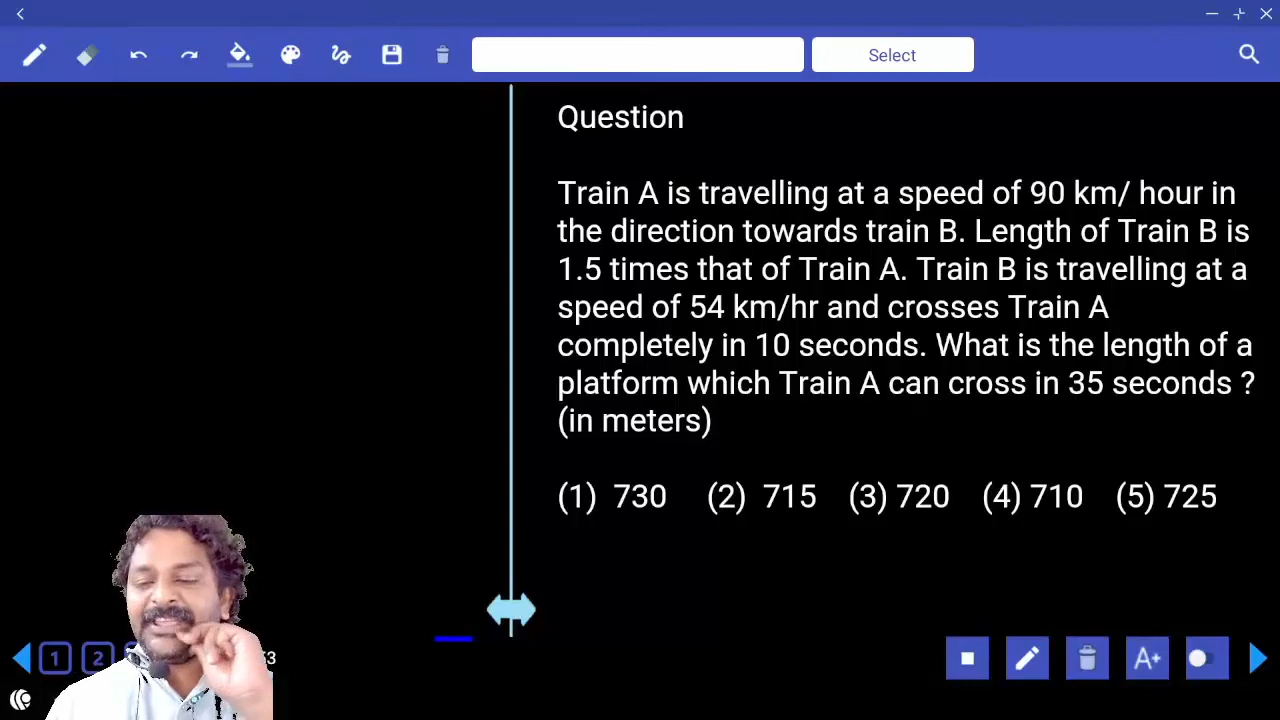 Select
Question
Train A is travelling at a speed of 90 km/ hour in
the direction towards train B. Length of Train B is
1.5 times that of Train A. Train B is travelling at a
speed of 54 km/hr and crosses Train A
completely in 10 seconds. What is the length of a
platform which Train A can cross in 35 seconds ?
(in meters)
(1) 730 (2) 715 (3) 720 (4) 710 (5) 725
1 2
A+